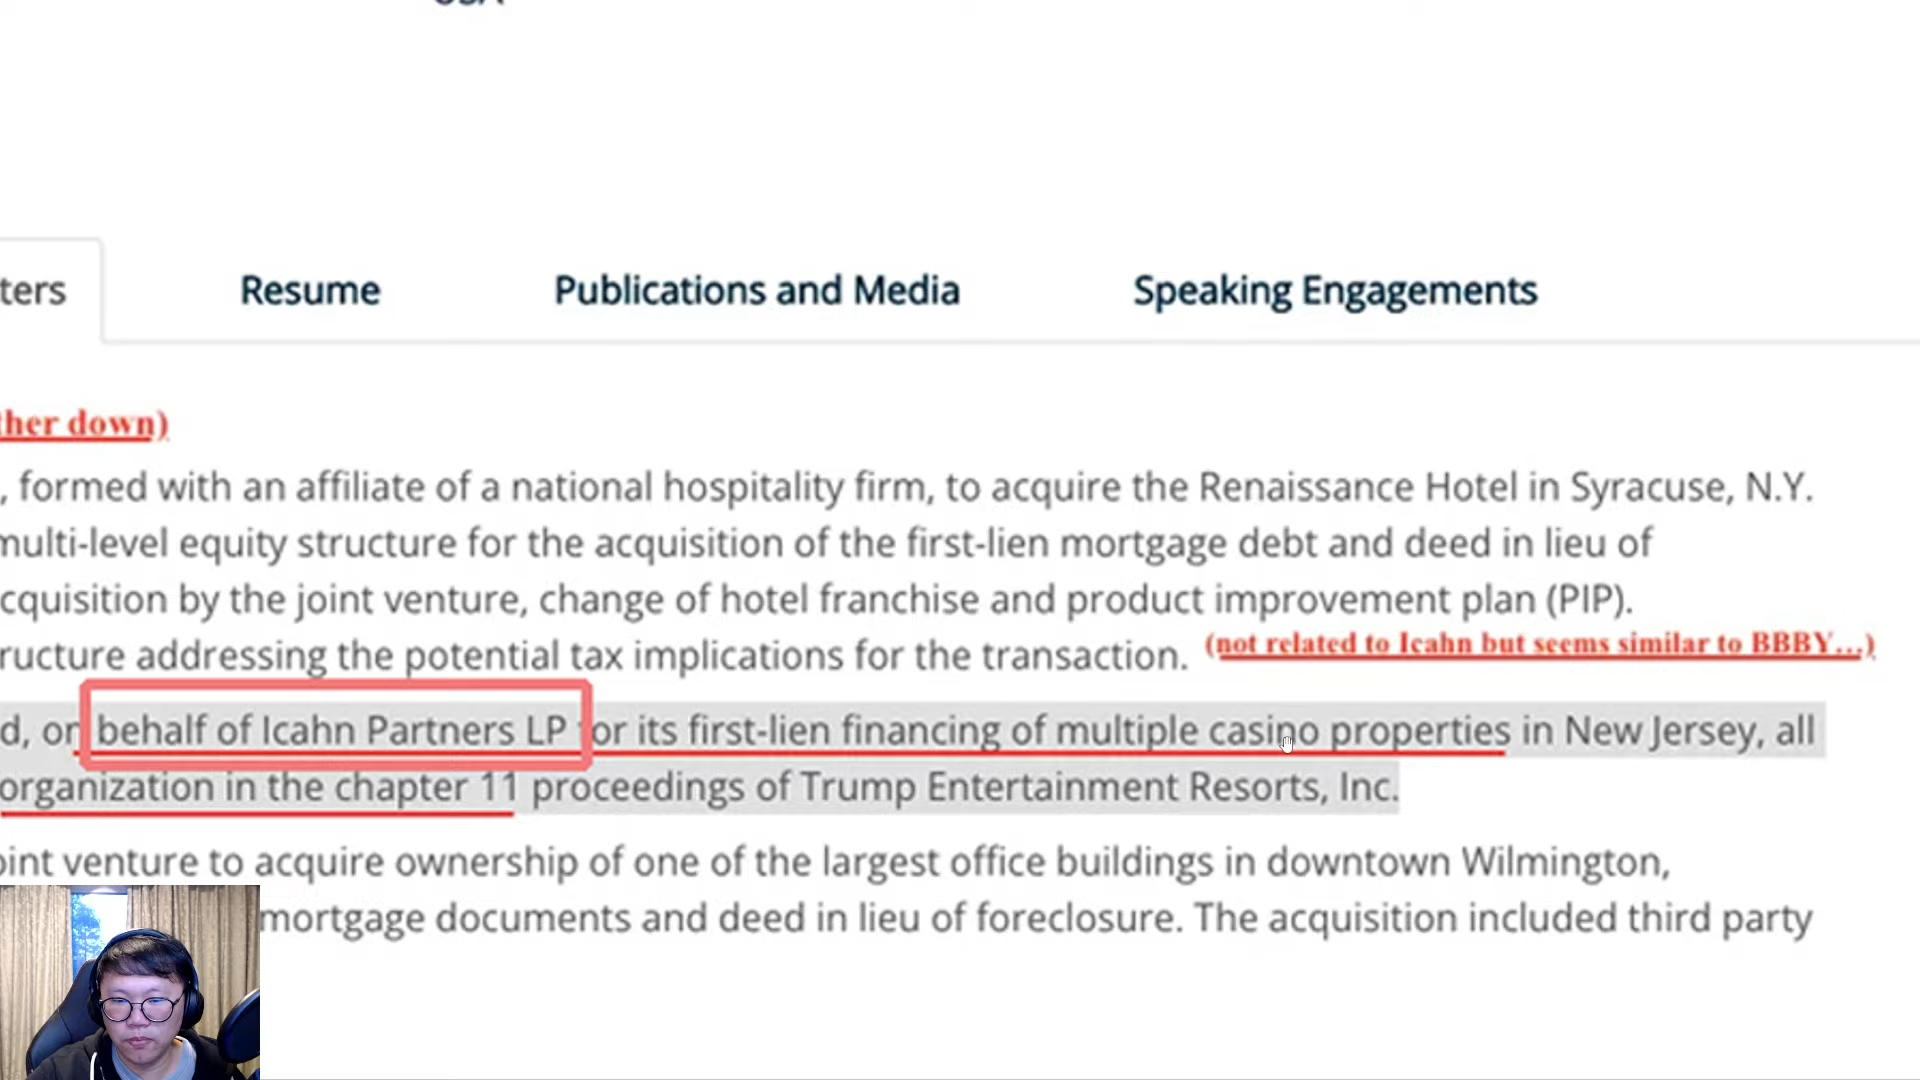 ters
Resume
Publications and Media
Speaking Engagements
ther down)
, formed with an affiliate of a national hospitality firm, to acquire the Renaissance Hotel in Syracuse, N.Y.
multi-level equity structure for the acquisition of the first-lien mortgage debt and deed in lieu of
cquisition by the joint venture, change of hotel franchise and product improvement plan (PIP).
ructure addressing the potential tax implications for the transaction. (not related to Icahn but seems similar to BBBY...)
d, on behalf of Icahn Partners LP for its first-lien financing of multiple casino properties in New Jersey, all
organization in the chapter 11 proceedings of Trump Entertainment Resorts, Inc.
oint venture to acquire ownership of one of the largest office buildings in downtown Wilmington,
mortgage documents and deed in lieu of foreclosure. The acquisition included third party